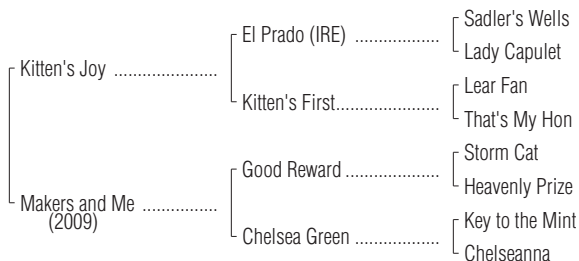 Sadler's Wells
El Prado (IRE) ..................
Lady Capulet
Kitten's Joy ......................
Lear Fan
Kitten's First......................
That's My Hon
Storm Cat
Good Reward ....................
Heavenly Prize
Makers and Me ................
(2009)
Key to the Mint
Chelsea Green ..................
Chelseanna